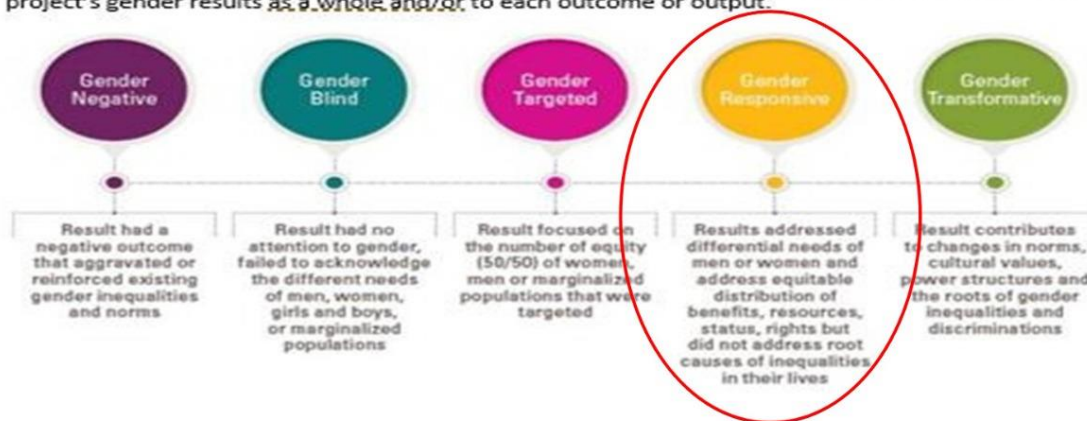 project's gender results as a whole and/or to each outcome or output.
Gender
Negative
Gender
Blind
Gender
Targeted
Gender
Responsive
Gender
Transformative
Result had a
negative outcome
that aggravated or
reinforced existing
gender inequalities
and norms
Result had no
attention to gender,
failed to acknowledge
the different needs
of men, women,
girls and boys,
or marginalized
populations
Result focused on
the number of equity
(50/50) of women,
men or marginalized
populations that were
targeted
Results addressed
differential needs of
men or women and
address equitable
distribution of
benefits, resources,
status, rights but
did not address root
causes of inequalities
in their lives
Result contributes
to changes in norms,
cultural values,
power structures and
the roots of gender
inequalities and
discriminations